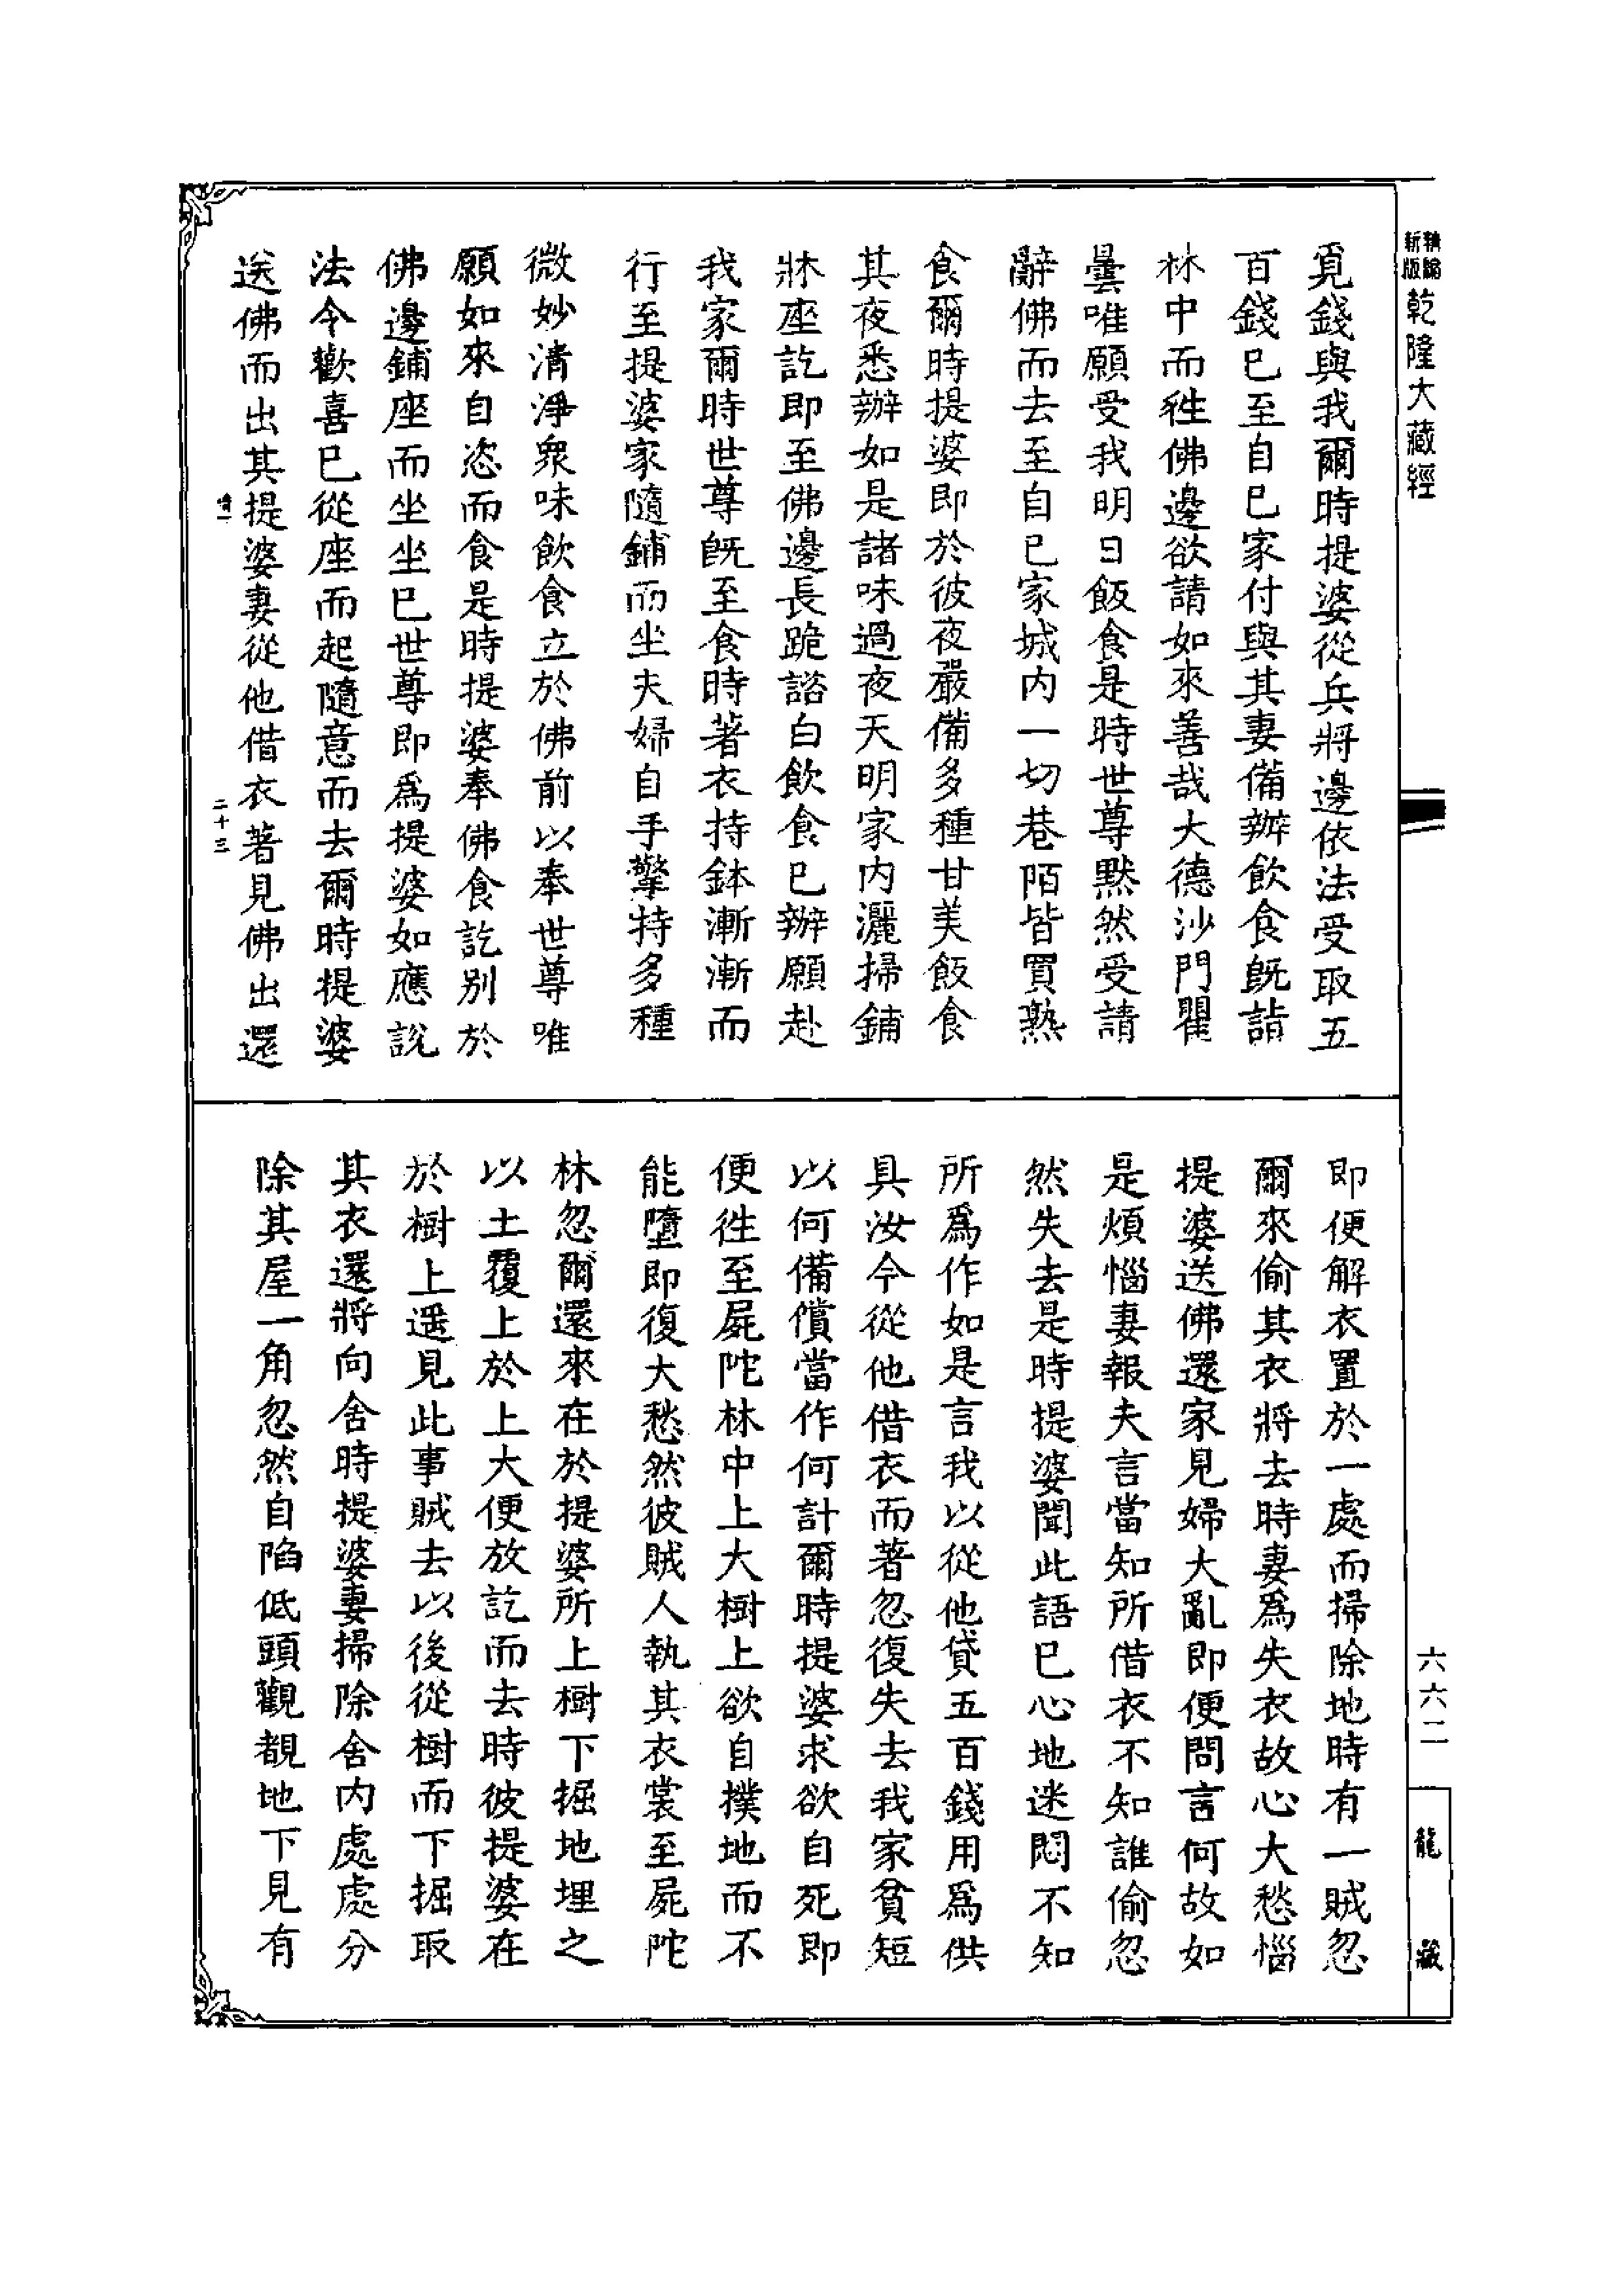 新編
新版
乾隆大藏經
覓錢與我爾時提婆從兵將邊依法受取五
百錢已至自已家付與其妻備辦飲食旣詣
林中而徃佛邊欲請如來善哉大德沙門瞿
曇唯願受我明日飯食是時世尊默然受請
辭佛而去至自已家城内一切巷陌皆買熟
食爾時提婆即於彼夜嚴備多種甘美飯食
其夜悉辦如是諸味過夜天明家内灑掃鋪
牀座訖即至佛邊長跪諮白飲食已辦願赴
我家爾時世尊旣至食時著衣持鉢漸漸而
行至提婆家隨鋪而坐夫婦自手擎持多種
微妙清淨衆味飲食立於佛前以奉世尊唯
願如來自恣而食是時提婆奉佛食訖别於
佛邊鋪座而坐坐已世尊即爲提婆如應說
法令歡喜已從座而起隨意而去爾時提婆
送佛而出其提婆妻從他借衣著見佛出還
二十三
即便解衣置於一處而掃除地時有一賊忽
爾來偷其衣將去時妻爲失衣故心大愁惱
提婆送佛還家見婦大亂即便問言何故如
是煩惱妻報夫言當知所借衣不知誰偷忽
然失去是時提婆聞此語已心地迷悶不知
所爲作如是言我以從他貸五百錢用爲供
具汝今從他借衣而著忽復失去我家貧短
以何備償當作何計爾時提婆求欲自死即
便徃至屍陀林中上大樹上欲自撲地而不
能墮即復大愁然彼賊人執其衣裳至屍陀
林忽爾還來在於提婆所上樹下掘地埋之
以土覆上於上大便放訖而去時彼提婆在
於樹上遥見此事賊去以後從樹而下掘取
其衣還將向舍時提婆妻掃除舍内處處分
除其屋一角忽然自陷低頭觀覩地下見有
六六二
龍藏